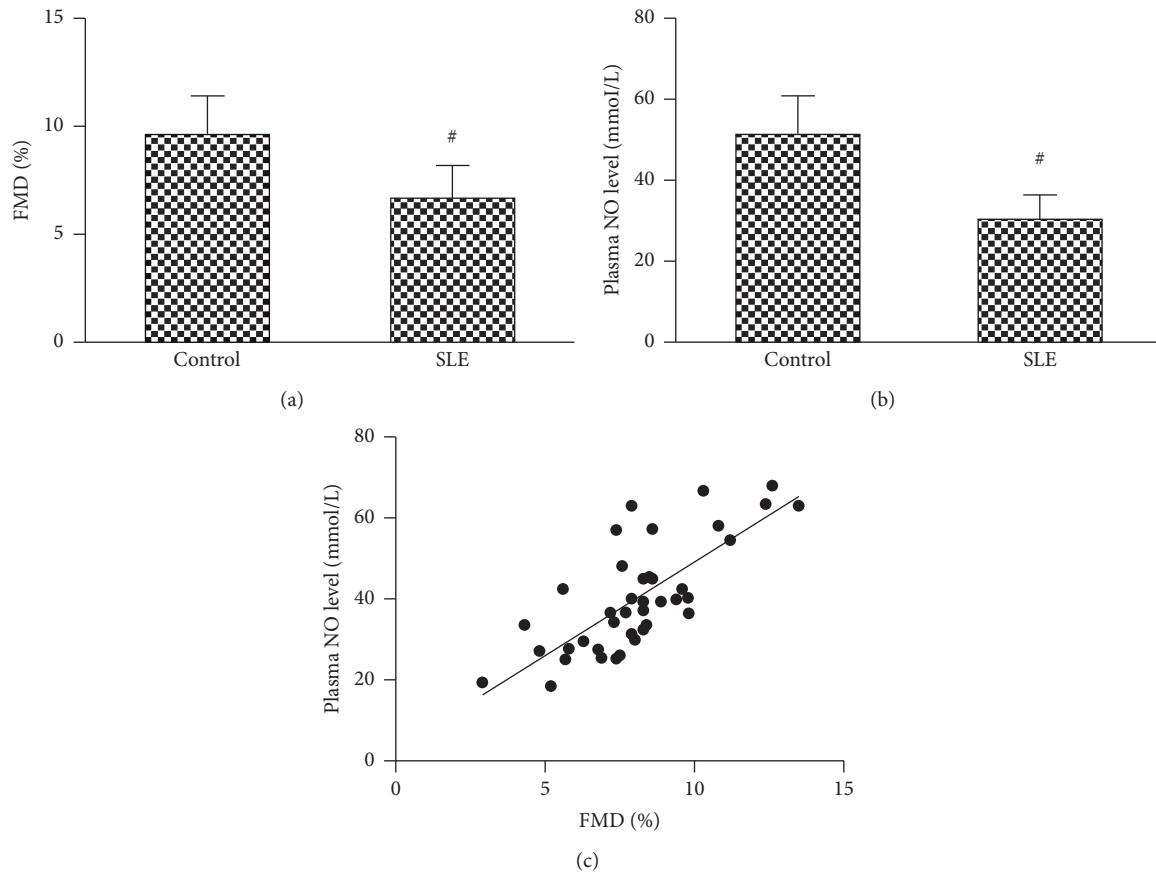 15
10
5
0
FMD (%)
#
Control
SLE
(a)
80
60
40
20
0
Plasma NO level (mmol/L)
#
Control
SLE
(b)
80
60
40
20
0
Plasma NO level (mmol/L)
0
5
10
15
FMD (%)
(c)